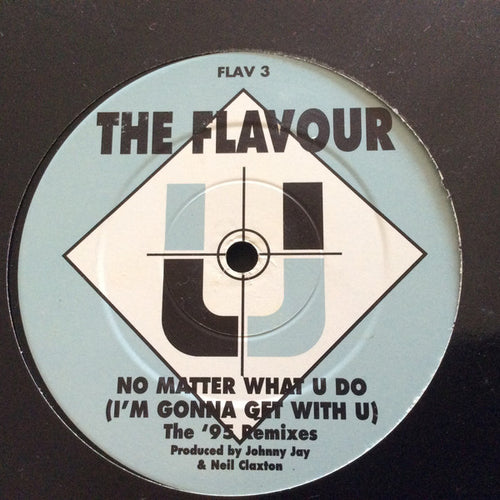 FLAV 3
THE FLAVOUR
U
NO MATTER WHAT U DO
(I'M GONNA GET WITH U)
The '95 Remixes
Produced by Johnny Jay
& Neil Claxton